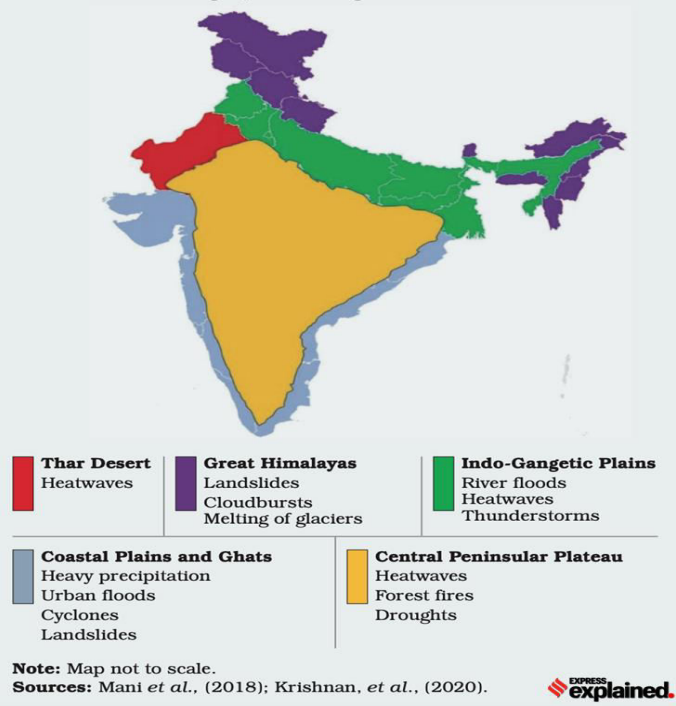 Thar Desert
Heatwaves
Great Himalayas
Landslides
Cloudbursts
Melting of glaciers
Indo-Gangetic Plains
River floods
Heatwaves
Thunderstorms
Coastal Plains and Ghats
Heavy precipitation
Urban floods
Cyclones
Landslides
Central Peninsular Plateau
Heatwaves
Forest fires
Droughts
Note: Map not to scale.
Sources: Mani et al., (2018); Krishnan, et al., (2020).
EXPRESS
explained.